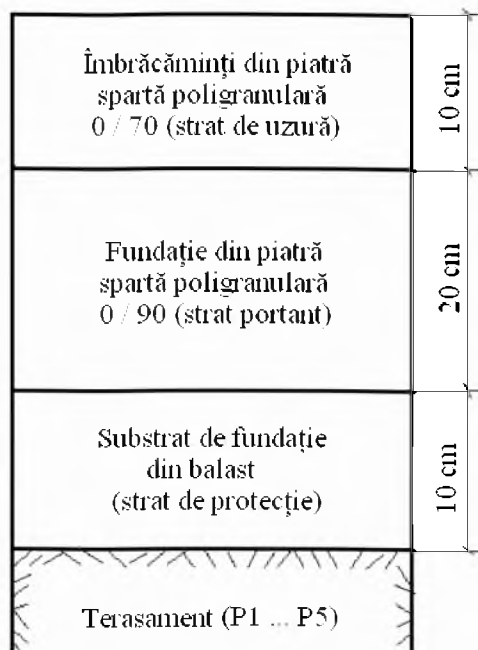 Îmbrăcăminți din piatră
spartă poligranulară
0 / 70 (strat de uzură)
10 cm
Fundație din piatră
spartă poligranulară
0 / 90 (strat portant)
20 cm
Substrat de fundație
din balast
(strat de protecție)
10 cm
Terasament (P1 ... P5)